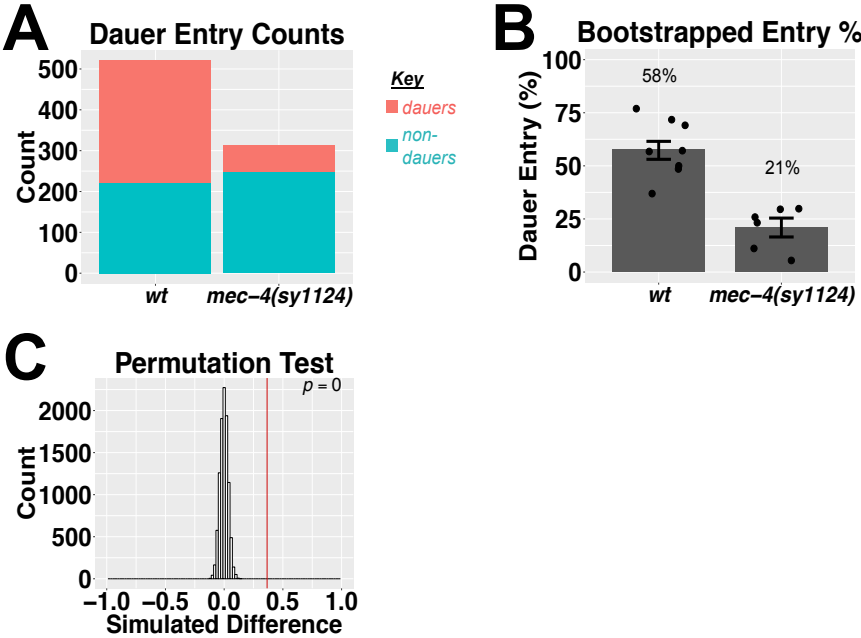 A
Dauer Entry Counts
Count
500
400
300
200
100
0
wt
mec−4(sy1124)
Key
dauers
non-
dauers
B
Bootstrapped Entry %
Dauer Entry (%)
100
75
50
25
0
58%
21%
wt
mec−4(sy1124)
C
Permutation Test
p = 0
Count
2000
1500
1000
500
0
−1.0 −0.5 0.0 0.5 1.0
Simulated Difference